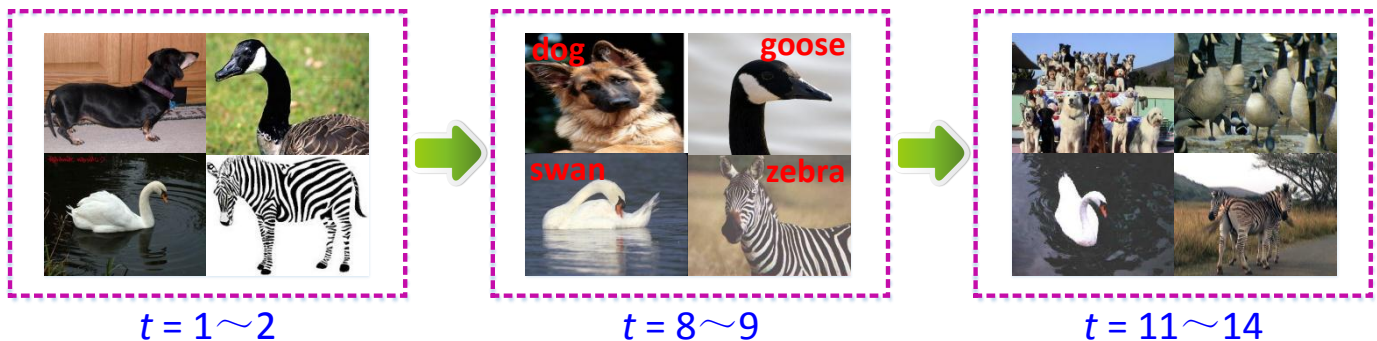 dog
goose
swan
zebra
t = 1～2
t = 8～9
t = 11～14